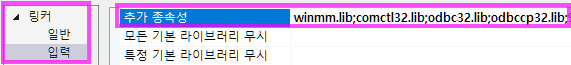 링커
일반
입력
추가 종속성 winmm.lib;comctl32.lib;odbc32.lib;odbccp32.lib;
모든 기본 라이브러리 무시
특정 기본 라이브러리 무시